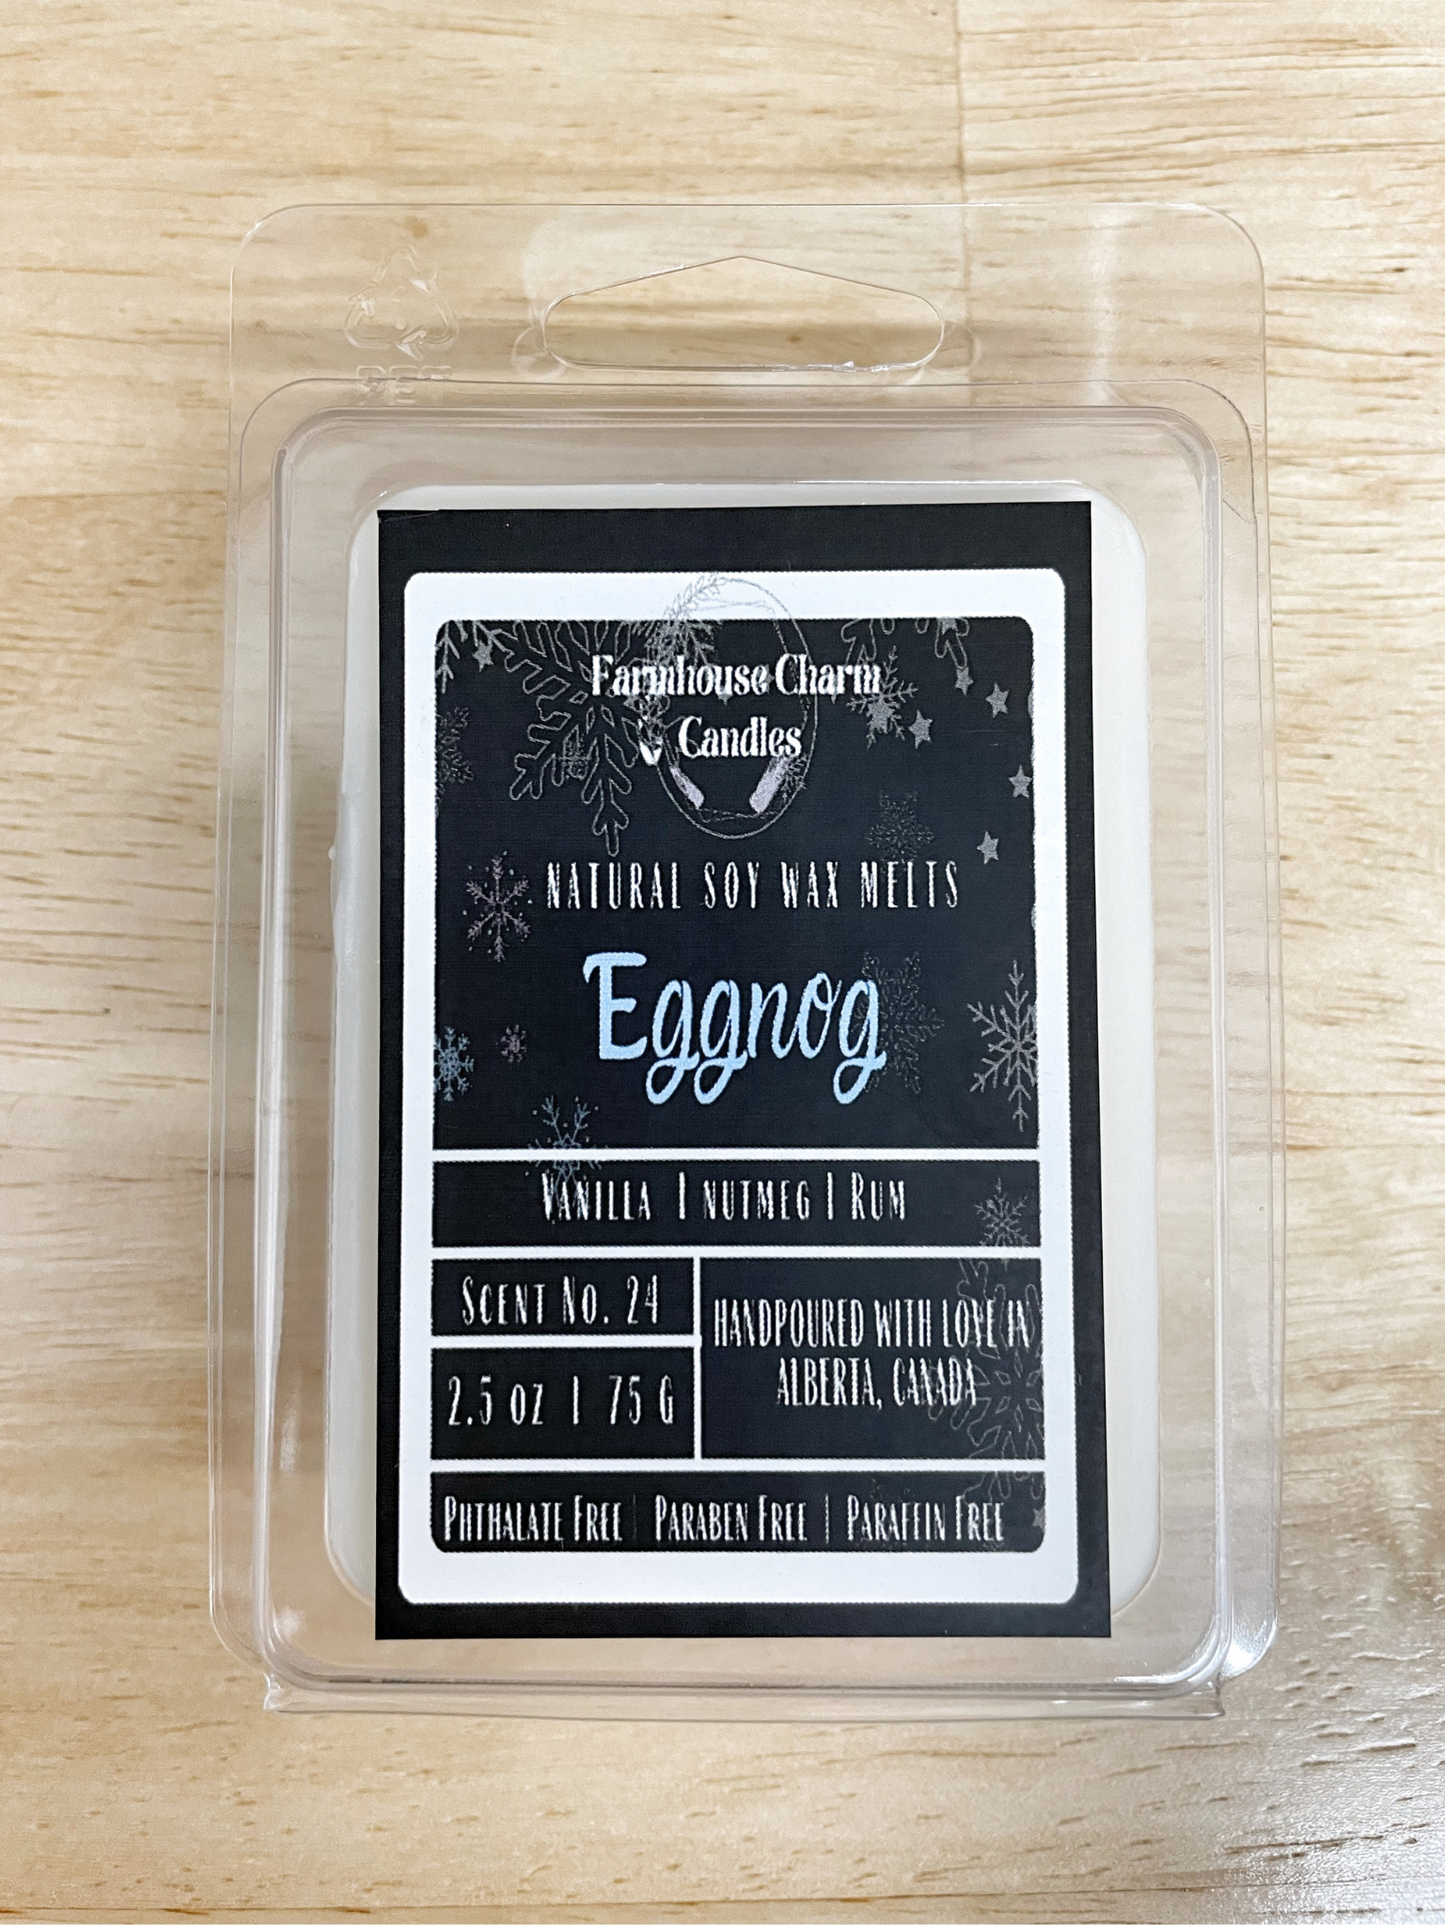 PET
Farmhouse Charm
Candles
NATURAL SOY WAX MELTS
Eggnog
VANILLA | NUTMEG | RUM
SCENT NO. 24
2.5 OZ | 75 G
HANDPOURED WITH LOVE IN
ALBERTA, CANADA
PHTHALATE FREE | PARABEN FREE | PARAFFIN FREE